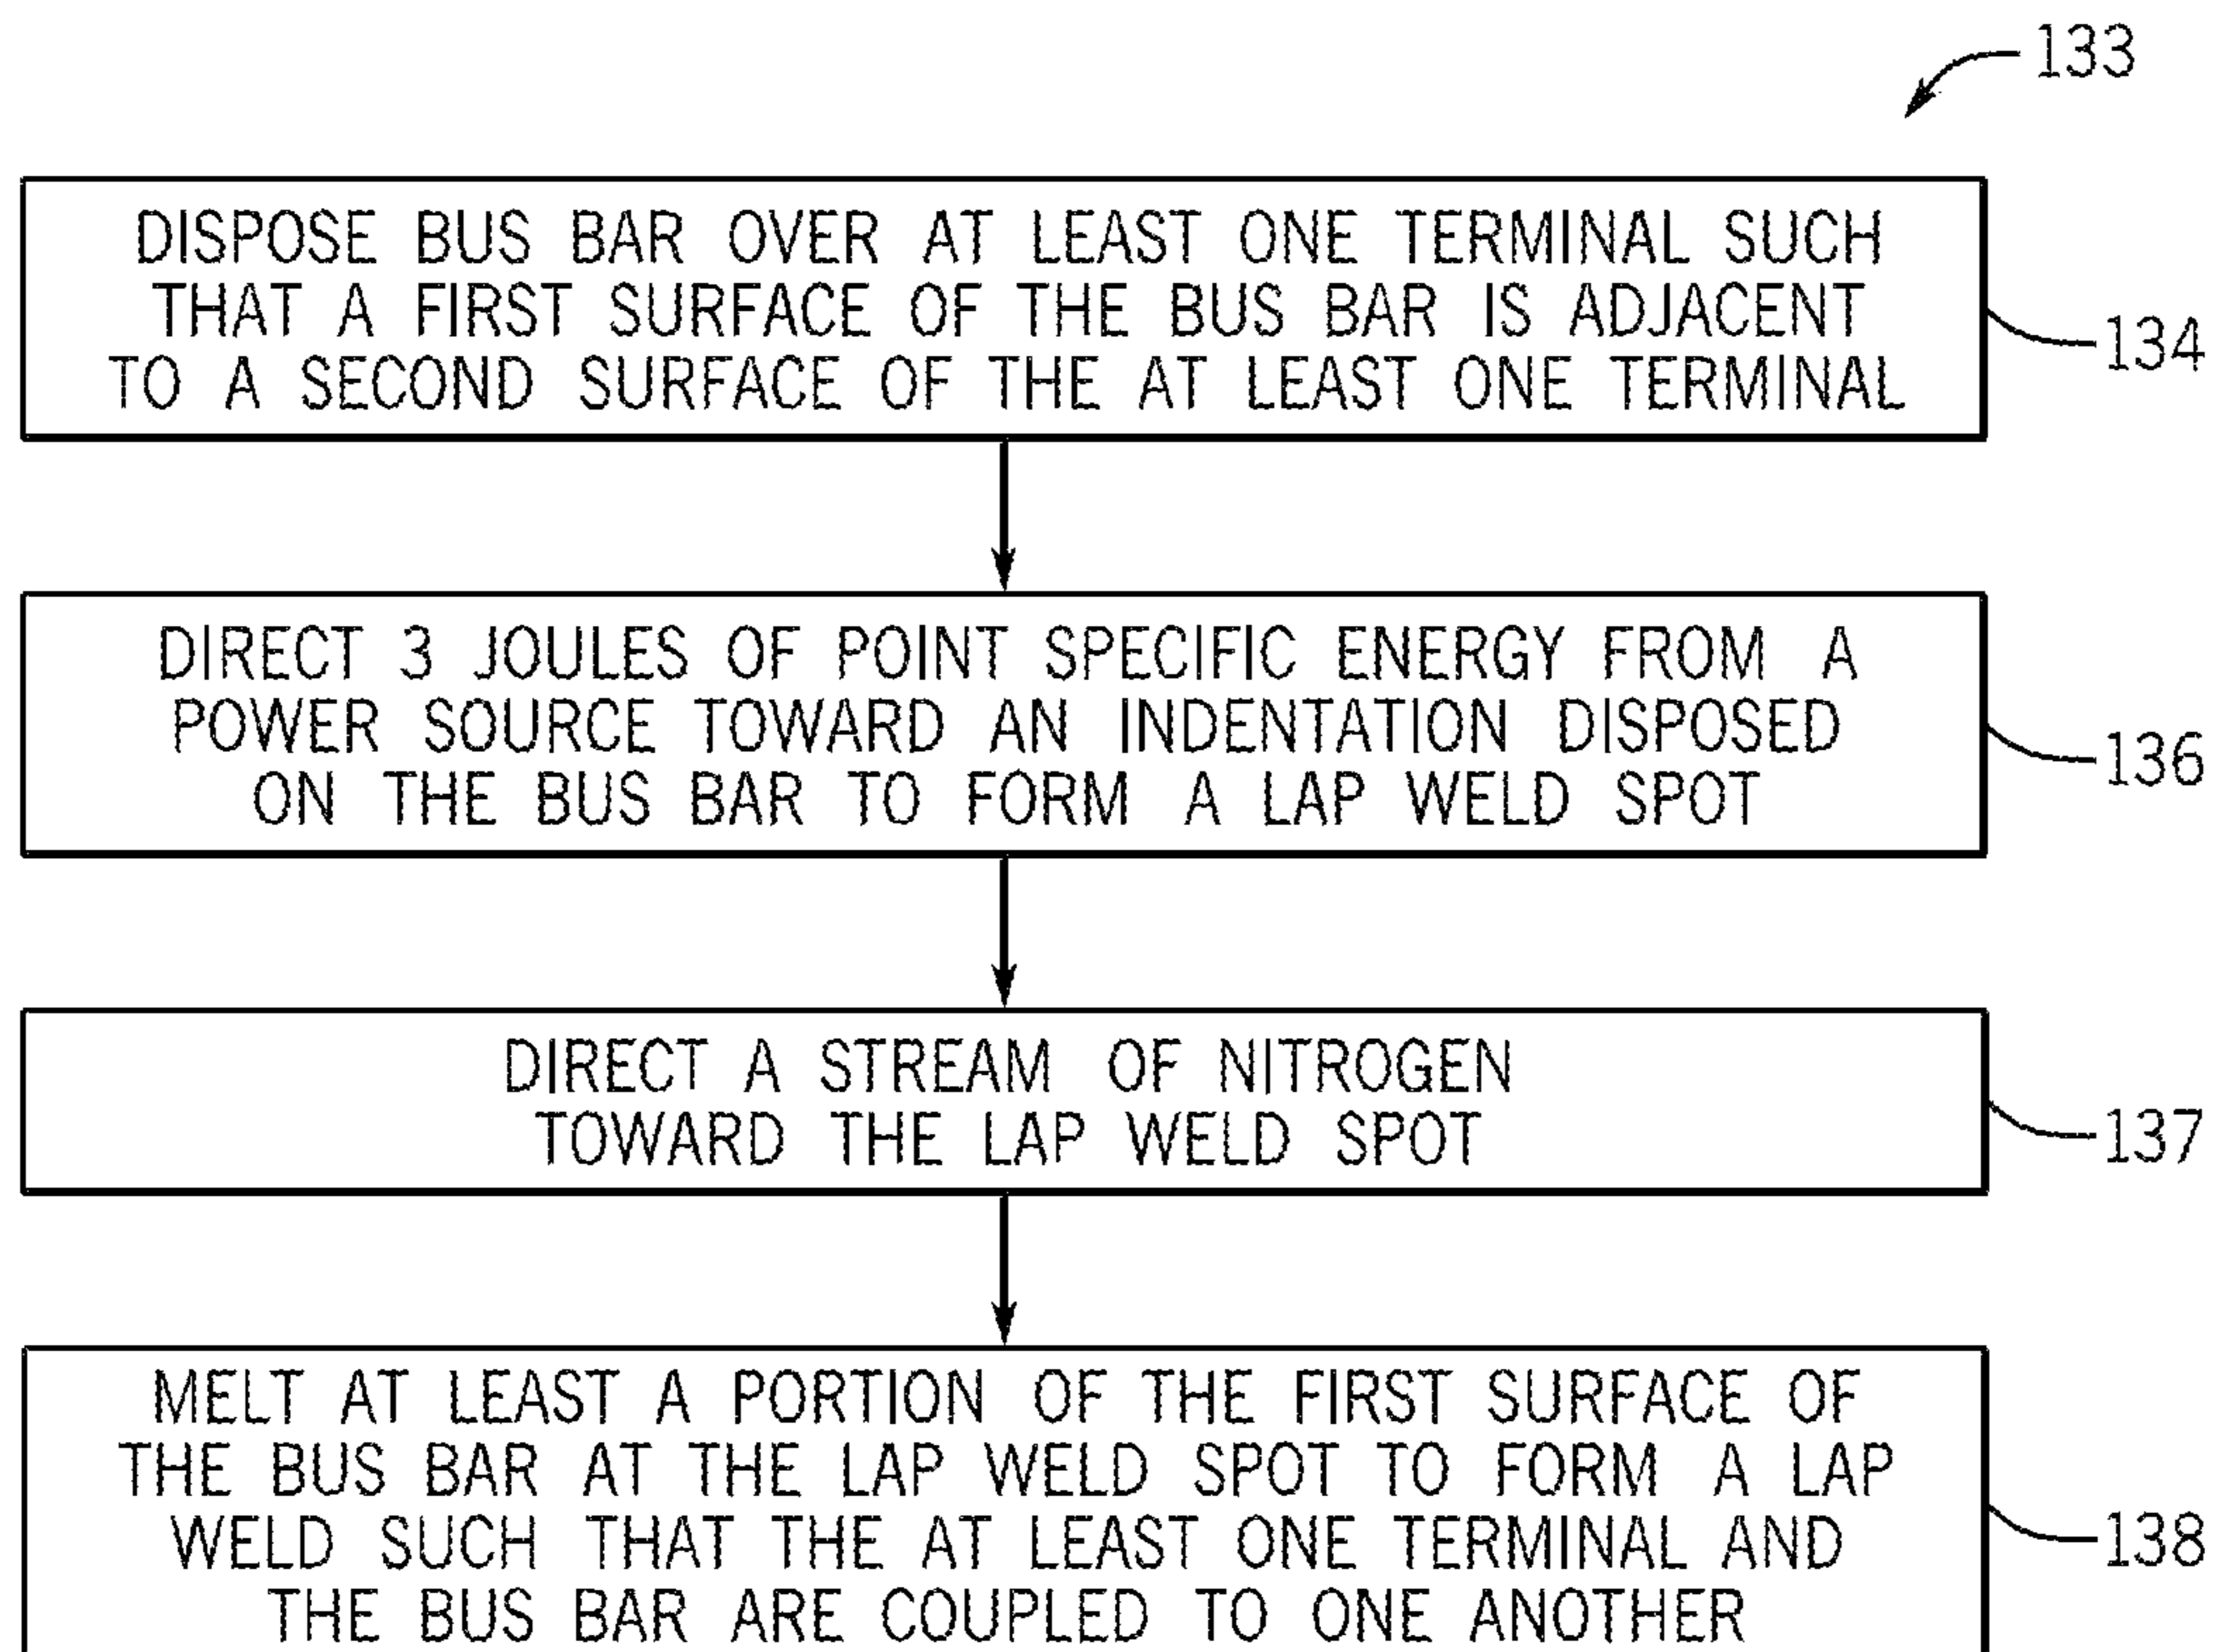 133
DISPOSE BUS BAR OVER AT LEAST ONE TERMINAL SUCH
THAT A FIRST SURFACE OF THE BUS BAR IS ADJACENT
TO A SECOND SURFACE OF THE AT LEAST ONE TERMINAL
134
DIRECT 3 JOULES OF POINT SPECIFIC ENERGY FROM A
POWER SOURCE TOWARD AN INDENTATION DISPOSED
ON THE BUS BAR TO FORM A LAP WELD SPOT
136
DIRECT A STREAM OF NITROGEN
TOWARD THE LAP WELD SPOT
137
MELT AT LEAST A PORTION OF THE FIRST SURFACE OF
THE BUS BAR AT THE LAP WELD SPOT TO FORM A LAP
WELD SUCH THAT THE AT LEAST ONE TERMINAL AND
THE BUS BAR ARE COUPLED TO ONE ANOTHER
138